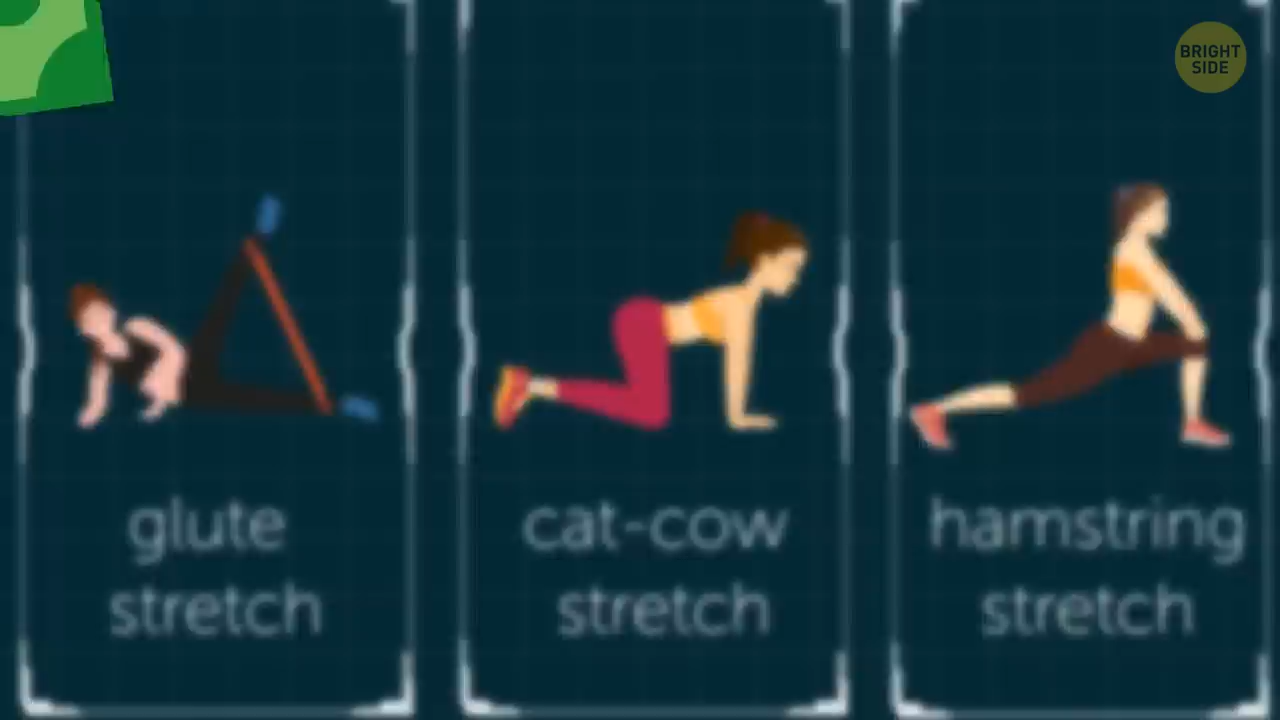 BRIGHT
SIDE
glute
stretch
cat-cow
stretch
hamstring
stretch